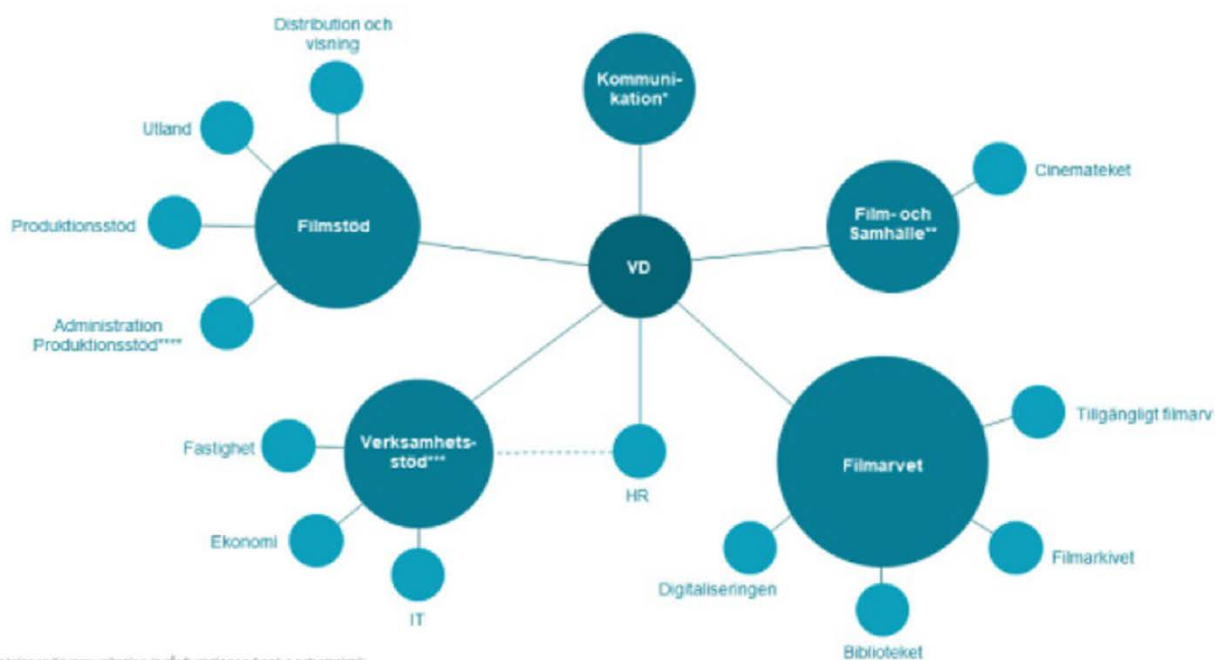 Distribution och
visning
Kommuni-
kation*
Utland
Cinemateket
Produktionsstöd
Filmstöd
Film- och
Samhälle**
VD
Administration
Produktionsstöd****
Tillgängligt filmarv
Fastighet
Verksamhets-
stöd***
Filmarvet
HR
Ekonomi
Filmarkivet
Digitaliseringen
IT
Biblioteket